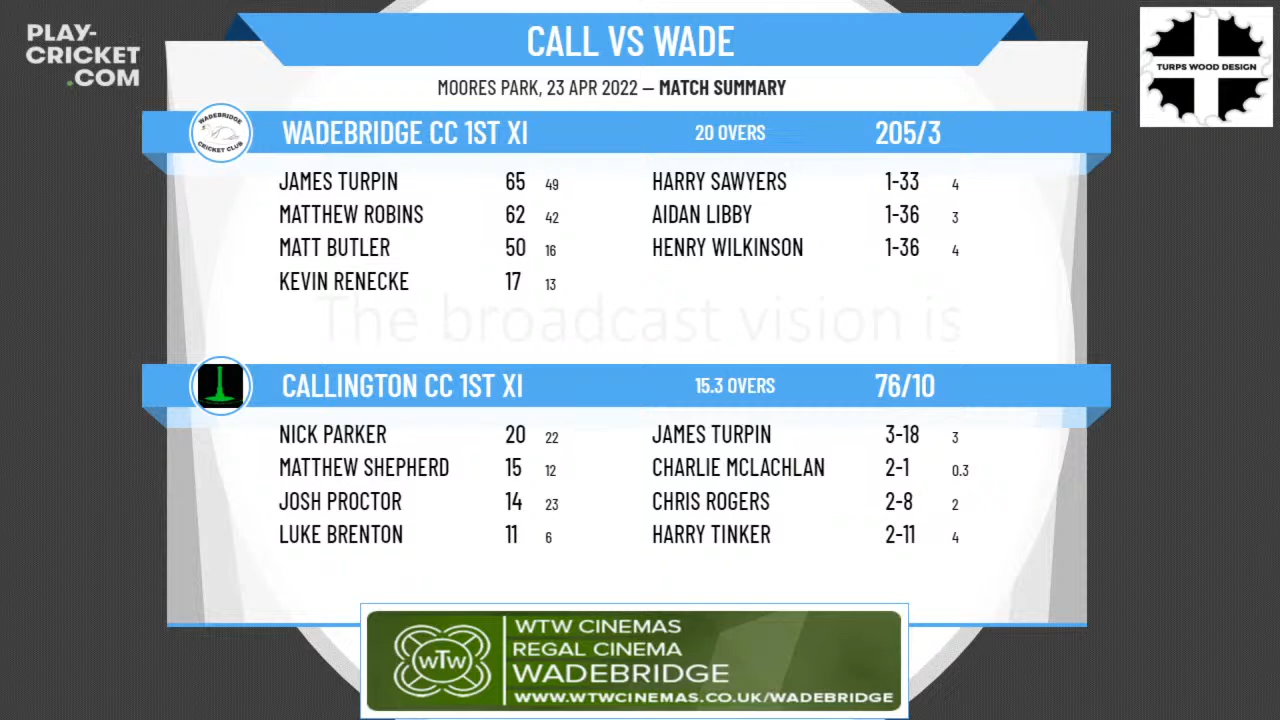 PLAY-
CRICKET
.COM
CALL VS WADE
TURPS WOOD DESIGN
MOORES PARK, 23 APR 2022 – MATCH SUMMARY
WADEBRIDGE
CRICKET CLUB
WADEBRIDGE CC 1ST XI 20 OVERS 205/3
JAMES TURPIN 65 49 HARRY SAWYERS 1-33 4
MATTHEW ROBINS 62 42 AIDAN LIBBY 1-36 3
MATT BUTLER 50 16 HENRY WILKINSON 1-36 4
KEVIN RENECKE 17 13
The broadcast vision is
CALLINGTON CC 1ST XI 15.3 OVERS 76/10
NICK PARKER 20 22 JAMES TURPIN 3-18 3
MATTHEW SHEPHERD 15 12 CHARLIE MCLACHLAN 2-1 0.3
JOSH PROCTOR 14 23 CHRIS ROGERS 2-8 2
LUKE BRENTON 11 6 HARRY TINKER 2-11 4
WTW CINEMAS
REGAL CINEMA
wTw
WADEBRIDGE
WWW.WTWCINEMAS.CO.UK/WADEBRIDGE